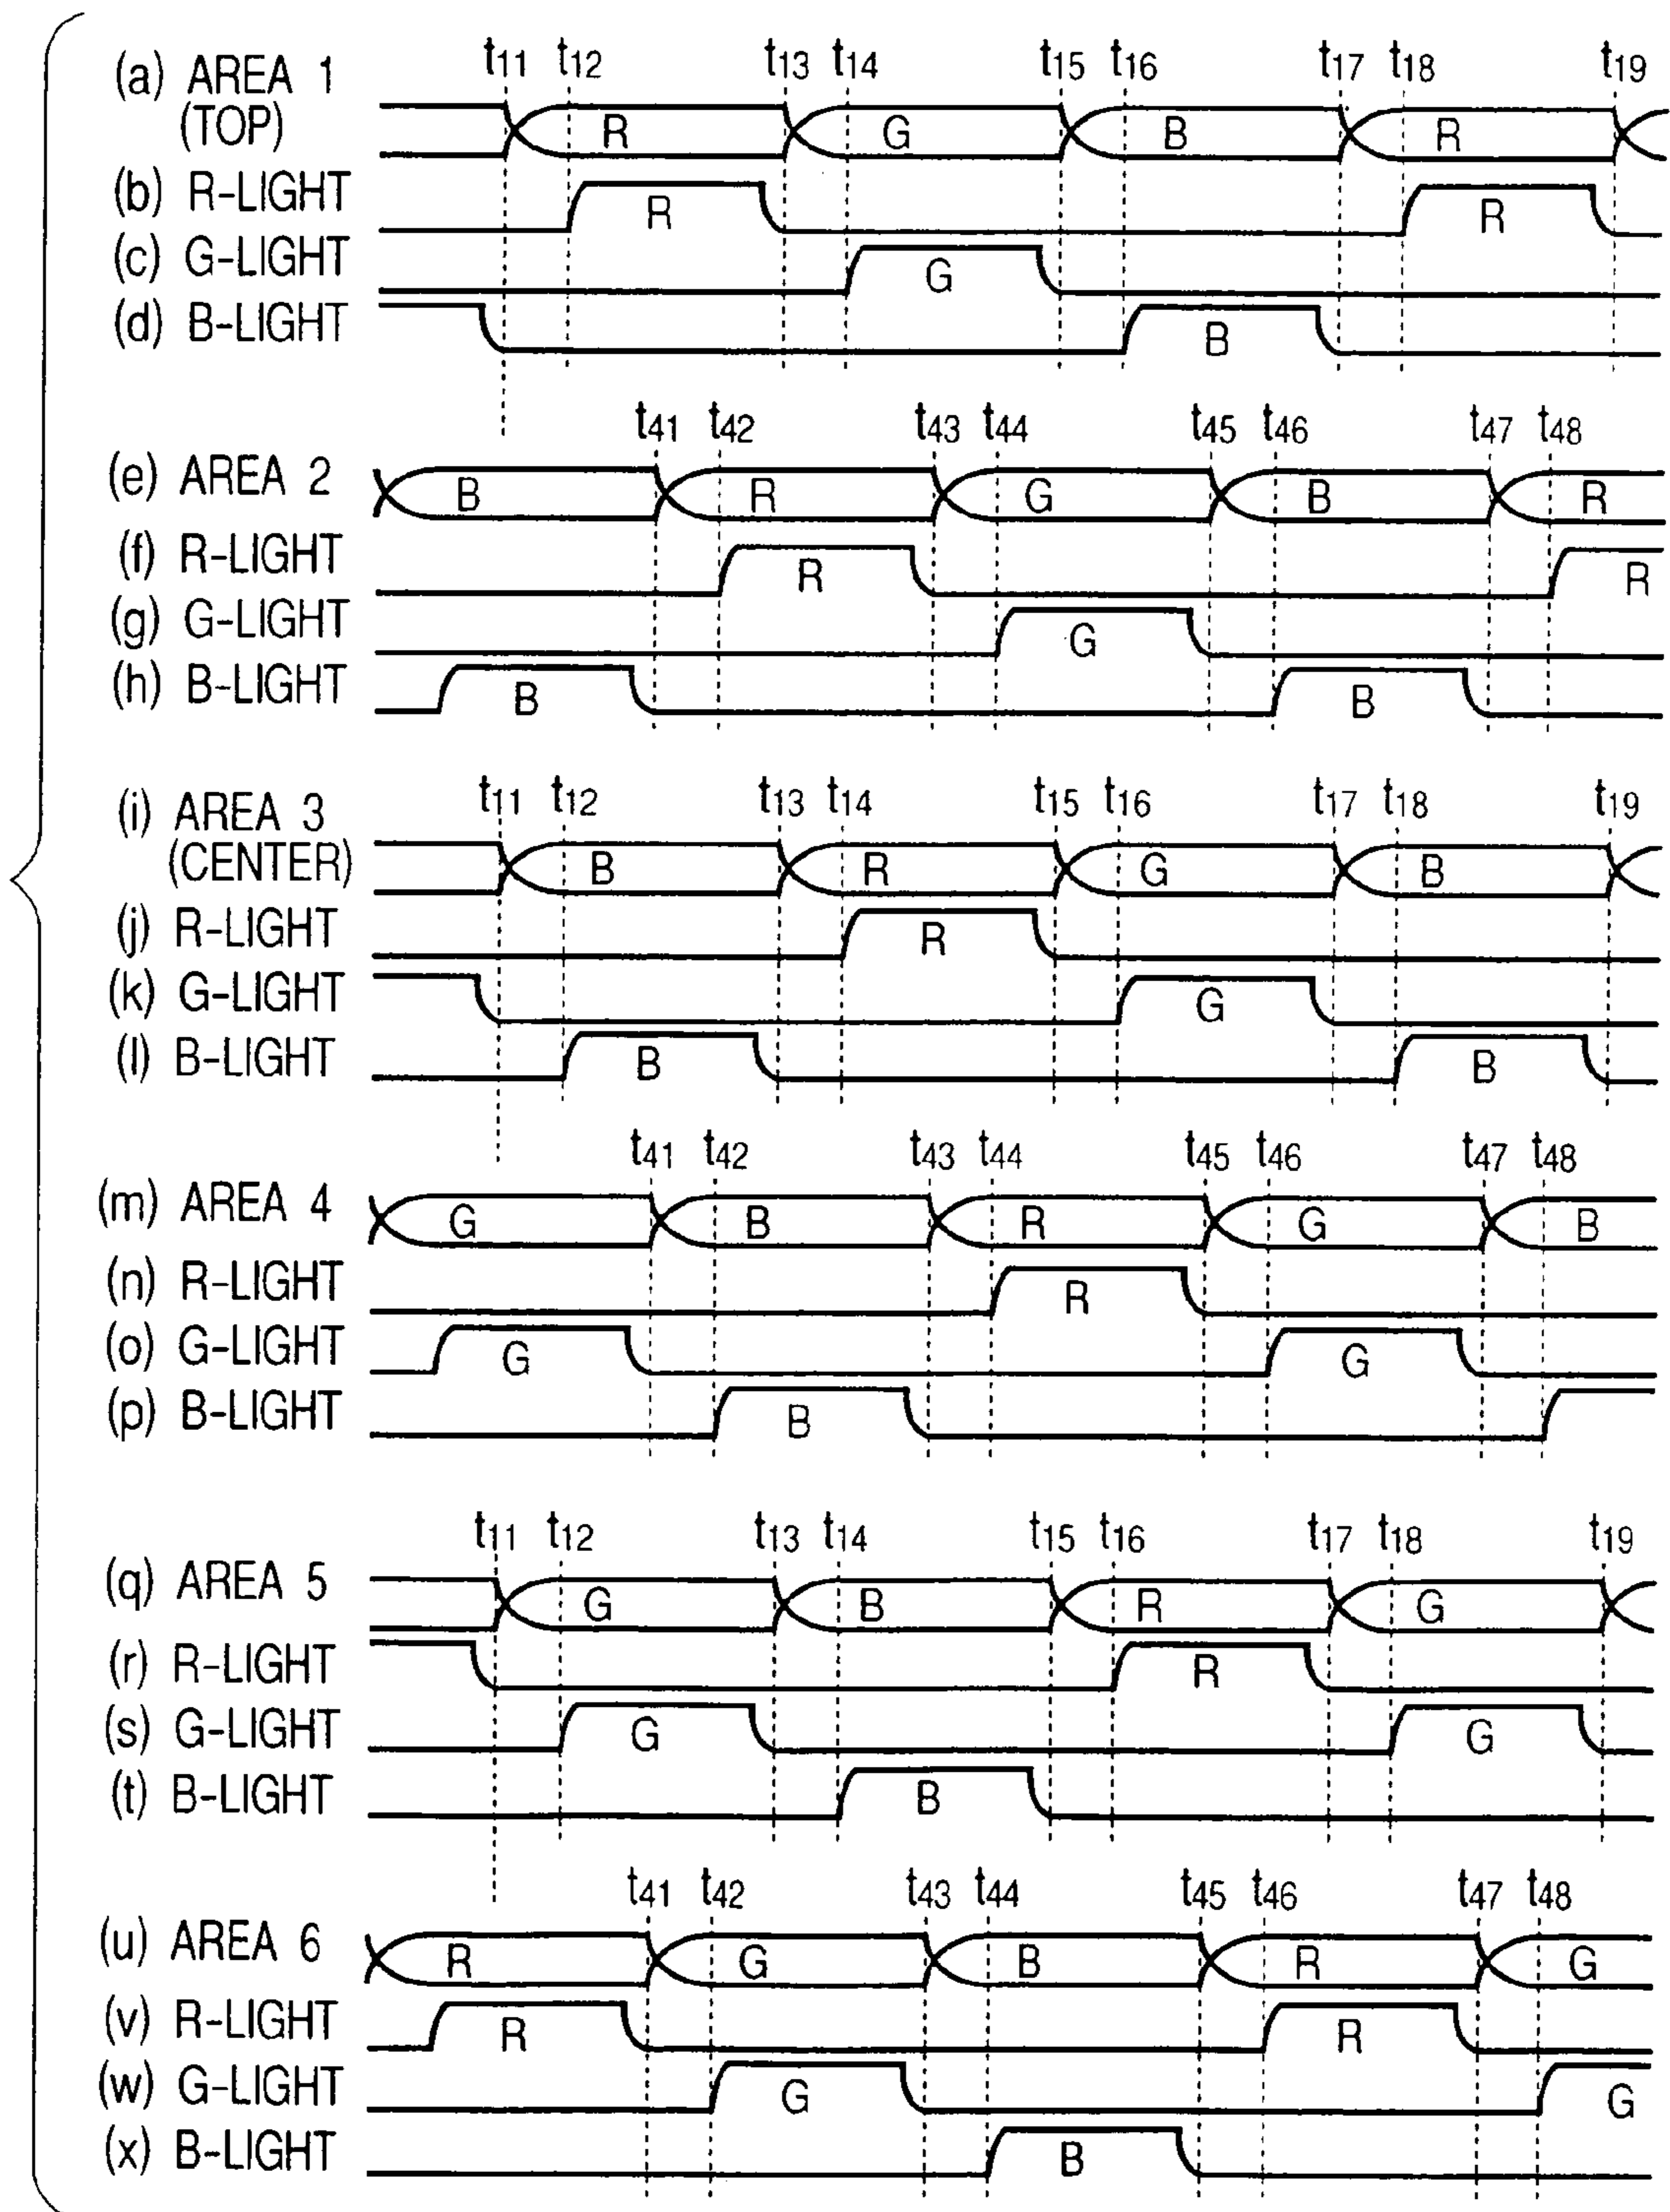 t11 t12 t13 t14 t15 t16 t17 t18 t19
(a) AREA 1
(TOP)
R G B R
(b) R-LIGHT R R
(c) G-LIGHT G
(d) B-LIGHT B
t41 t42 t43 t44 t45 t46 t47 t48
(e) AREA 2 B R G B R
(f) R-LIGHT R R
(g) G-LIGHT G
(h) B-LIGHT B B
t11 t12 t13 t14 t15 t16 t17 t18 t19
(i) AREA 3
(CENTER) B R G B
(j) R-LIGHT R
(k) G-LIGHT G
(l) B-LIGHT B B
t41 t42 t43 t44 t45 t46 t47 t48
(m) AREA 4 G B R G B
(n) R-LIGHT R
(o) G-LIGHT G G
(p) B-LIGHT B
t11 t12 t13 t14 t15 t16 t17 t18 t19
(q) AREA 5 G B R G
(r) R-LIGHT R
(s) G-LIGHT G G
(t) B-LIGHT B
t41 t42 t43 t44 t45 t46 t47 t48
(u) AREA 6 R G B R G
(v) R-LIGHT R R
(w) G-LIGHT G G
(x) B-LIGHT B